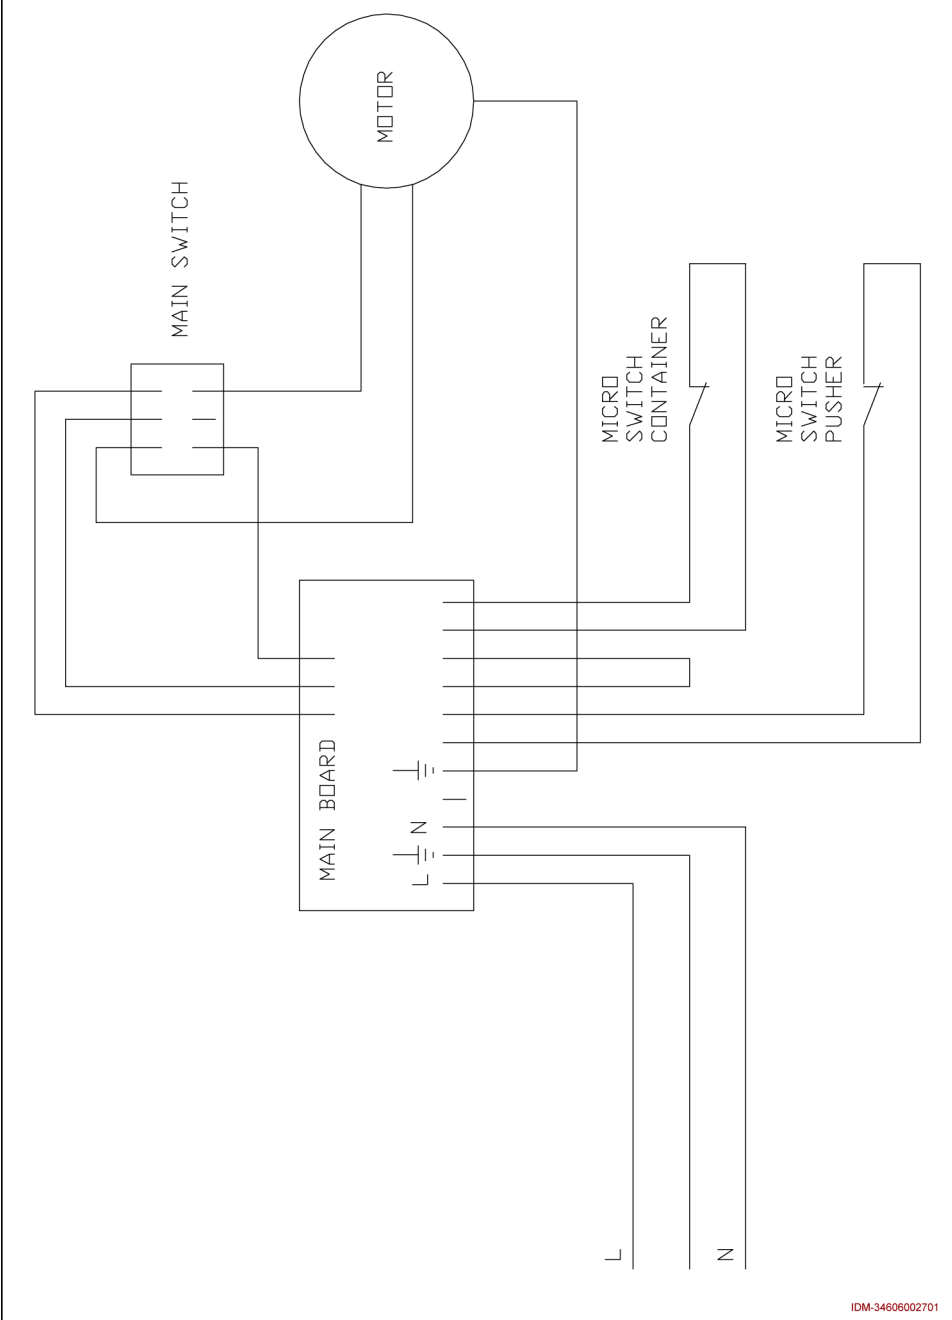 MOTOR
MAIN SWITCH
MICRO
SWITCH
CONTAINER
MICRO
SWITCH
PUSHER
MAIN BOARD
N
L
L
N
IDM-34606002701